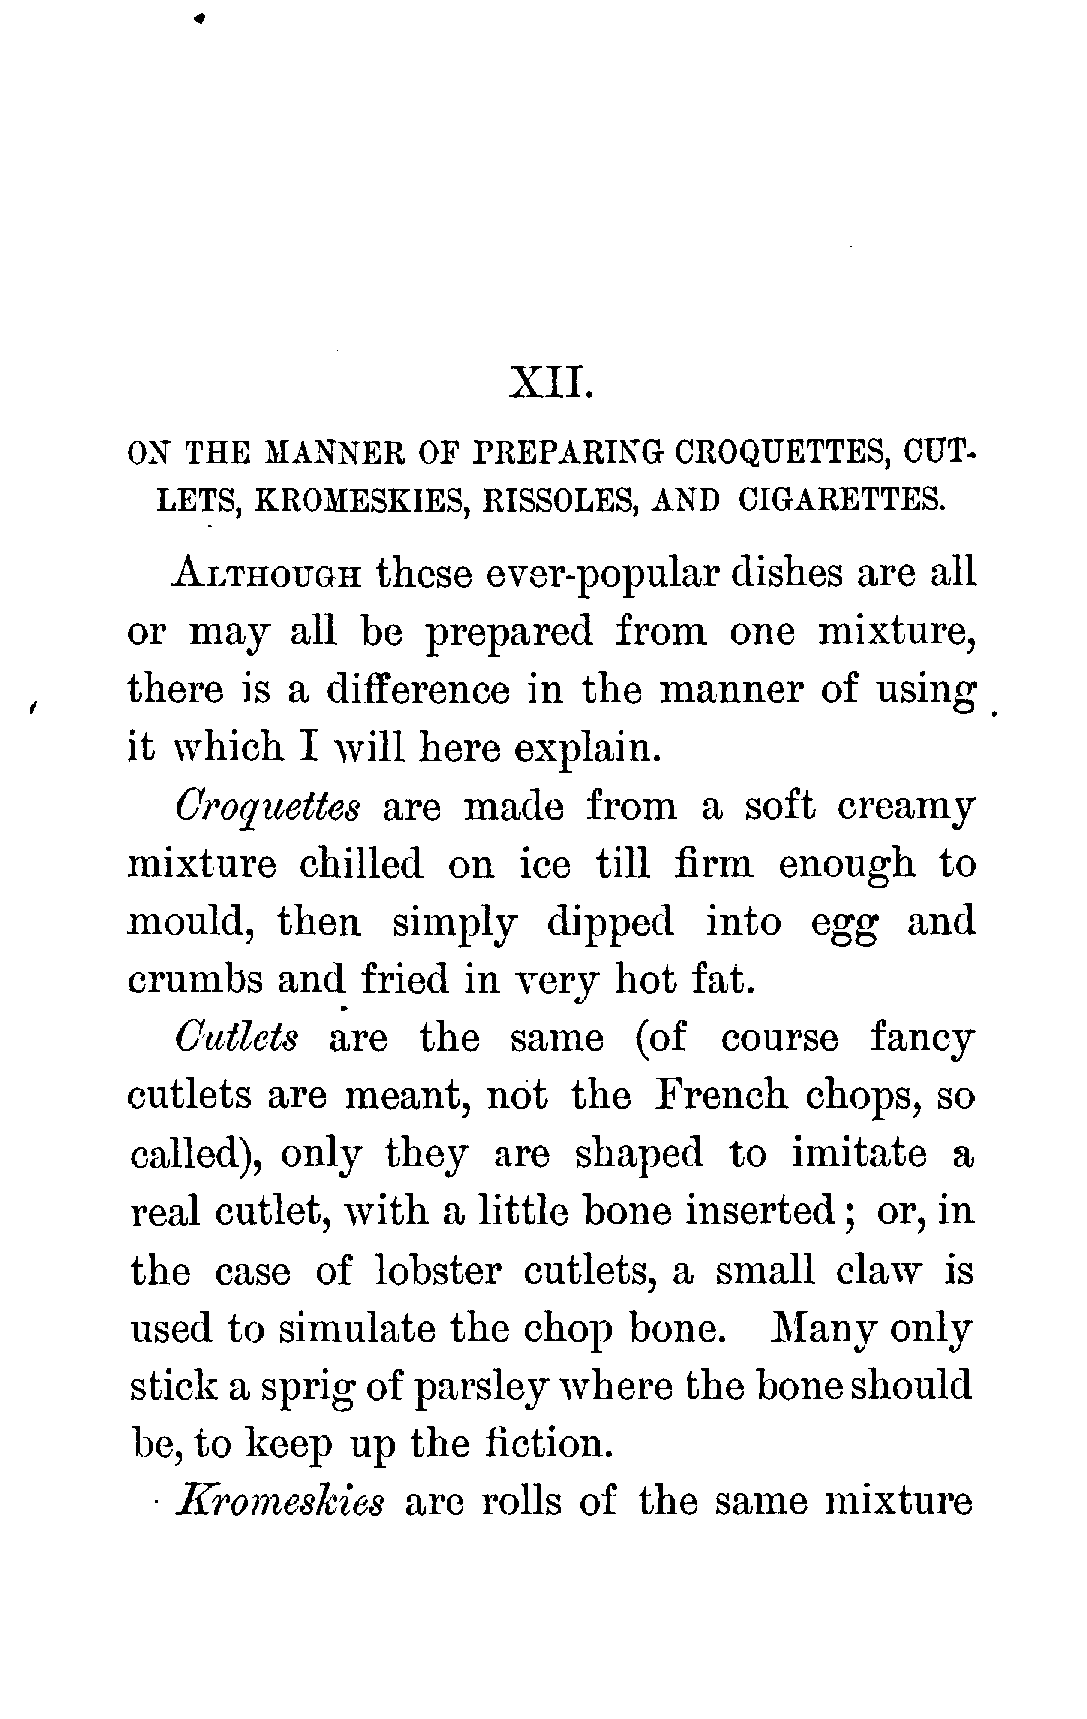 XII.
ON THE MANNER OF PREPARING CROQUETTES, CUT-
LETS, KROMESKIES, RISSOLES, AND CIGARETTES.
ALTHOUGH these ever-popular dishes are all
or may all be prepared from one mixture,
there is a difference in the manner of using
it which I will here explain.
Croquettes are made from a soft creamy
mixture chilled on ice till firm enough to
mould, then simply dipped into egg and
crumbs and fried in very hot fat.
Cutlets are the same (of course fancy
cutlets are meant, not the French chops, so
called), only they are shaped to imitate a
real cutlet, with a little bone inserted; or, in
the case of lobster cutlets, a small claw is
used to simulate the chop bone. Many only
stick a sprig of parsley where the bone should
be, to keep up the fiction.
Kromeskies are rolls of the same mixture